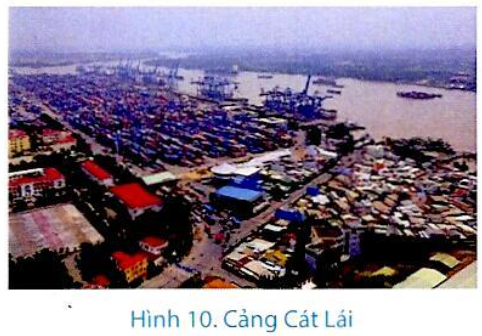 Hình 10. Cảng Cát Lái